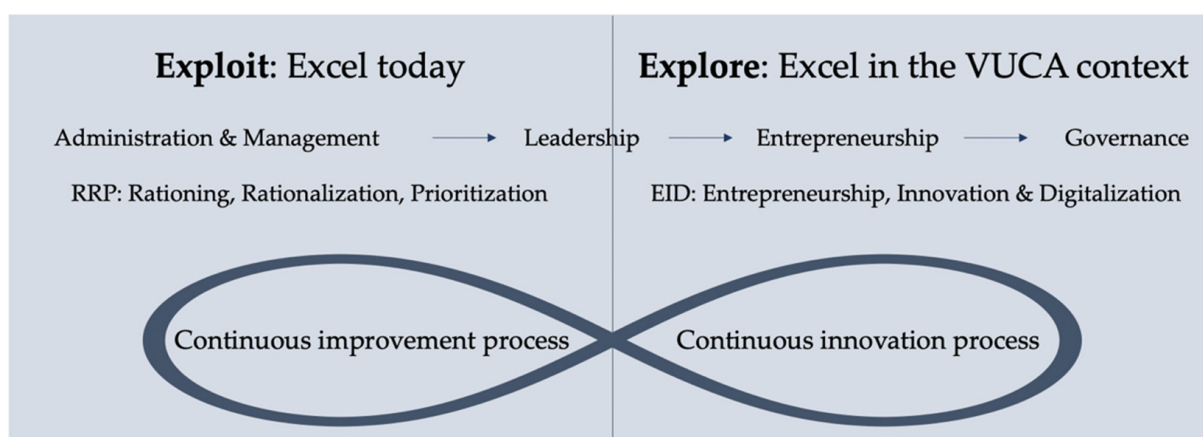 Exploit: Excel today
Explore: Excel in the VUCA context
Administration & Management
Leadership
Entrepreneurship
Governance
RRP: Rationing, Rationalization, Prioritization
EID: Entrepreneurship, Innovation & Digitalization
Continuous improvement process
Continuous innovation process